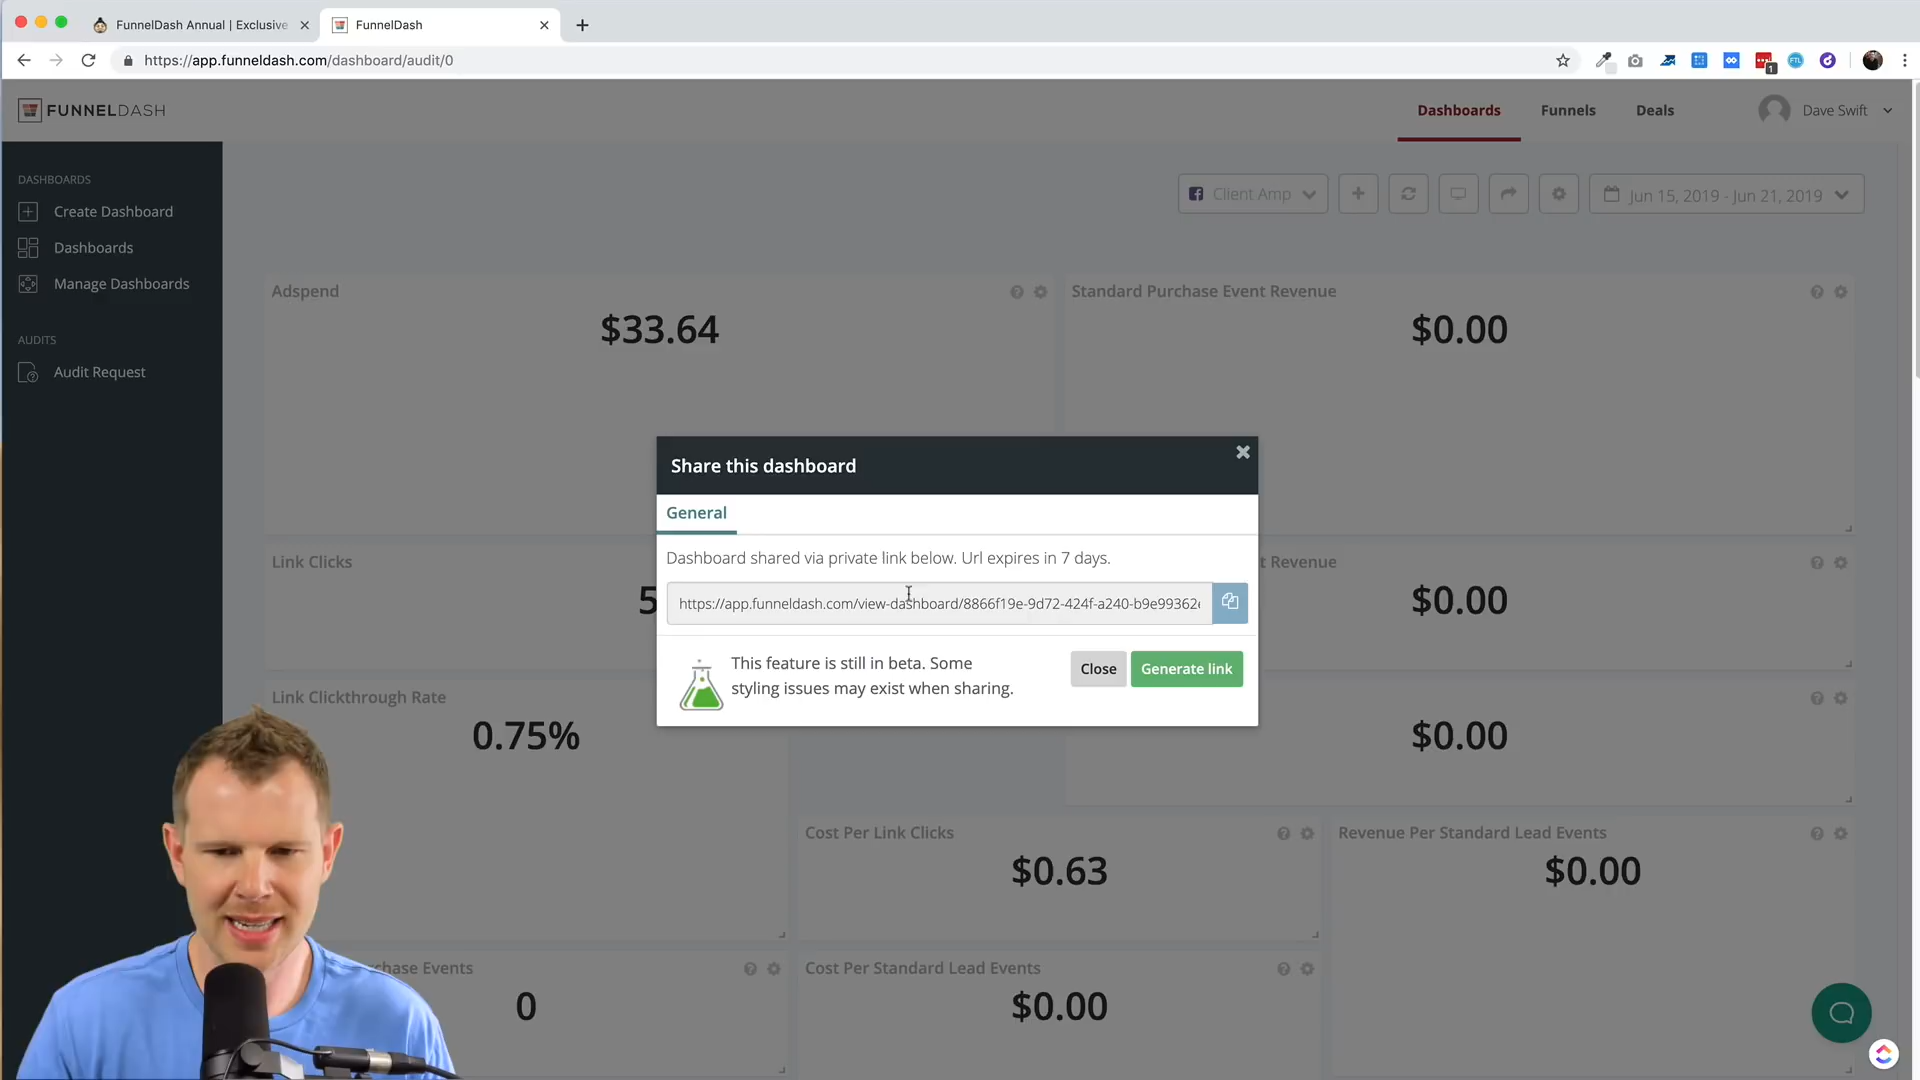 FunnelDash Annual | Exclusive
FunnelDash
https://app.funneldash.com/dashboard/audit/0
1
FTL
FUNNELDASH
Dashboards
Funnels
Deals
Dave Swift
DASHBOARDS
Create Dashboard
Dashboards
Manage Dashboards
AUDITS
Audit Request
Client Amp
Jun 15, 2019 - Jun 21, 2019
Adspend
$33.64
Standard Purchase Event Revenue
$0.00
Share this dashboard
General
Dashboard shared via private link below. Url expires in 7 days.
https://app.funneldash.com/view-dashboard/8866f19e-9d72-424f-a240-b9e99362
This feature is still in beta. Some
styling issues may exist when sharing.
Close
Generate link
Link Clicks
5
t Revenue
$0.00
Link Clickthrough Rate
0.75%
$0.00
Cost Per Link Clicks
$0.63
Revenue Per Standard Lead Events
$0.00
chase Events
0
Cost Per Standard Lead Events
$0.00